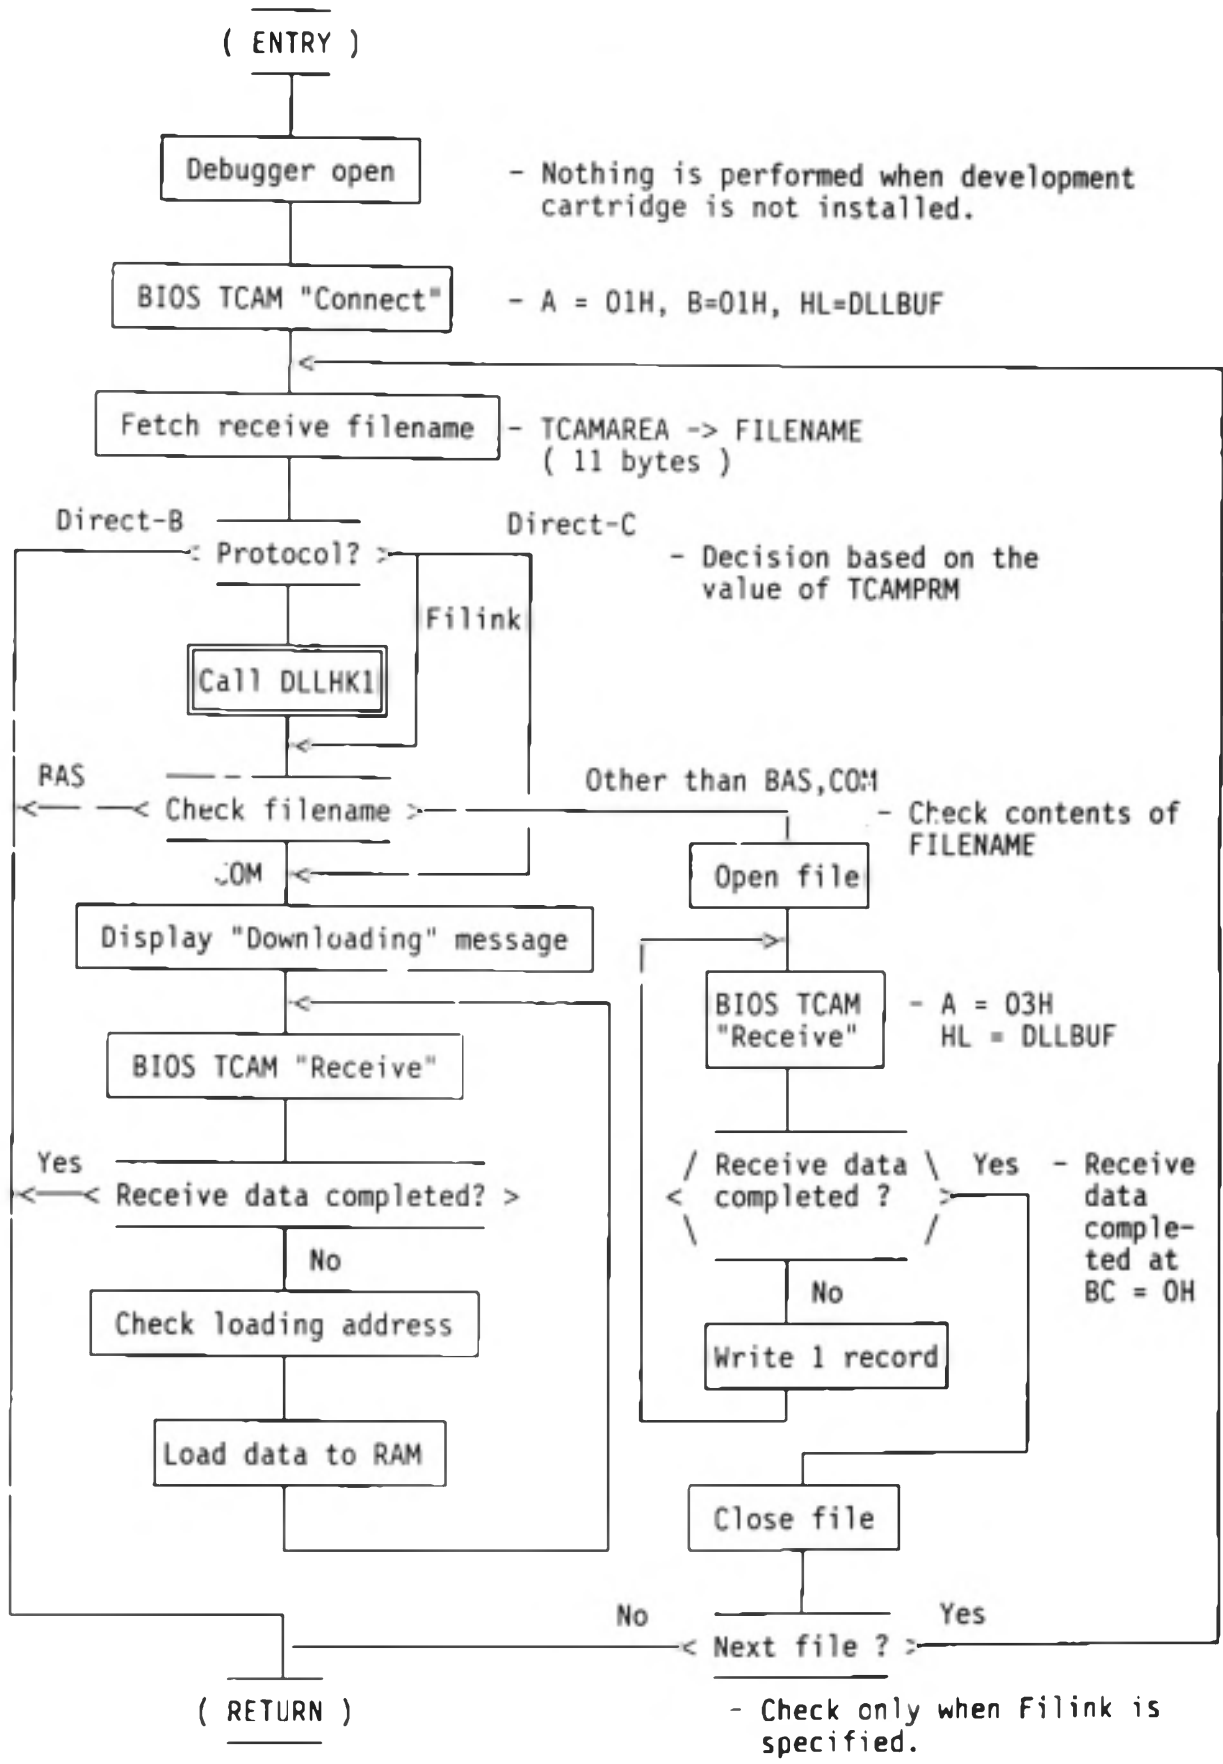 ( ENTRY )
Debugger open
- Nothing is performed when development
cartridge is not installed.
BIOS TCAM "Connect"
- A = 01H, B=01H, HL=DLLBUF
Fetch receive filename
- TCAMAREA -> FILENAME
( 11 bytes )
Direct-B
Direct-C
< Protocol? >
- Decision based on the
value of TCAMPRM
Filink
Call DLLHK1
BAS
Other than BAS,COM
< Check filename >
- Check contents of
FILENAME
COM
Open file
Display "Downloading" message
BIOS TCAM
"Receive"
- A = 03H
HL = DLLBUF
BIOS TCAM "Receive"
Yes
< Receive data completed? >
/ Receive data \
< completed ? >
\ /
Yes
- Receive
data
comple-
ted at
BC = 0H
No
No
Check loading address
Write 1 record
Load data to RAM
Close file
No
Yes
< Next file ? >
( RETURN )
- Check only when Filink is
specified.